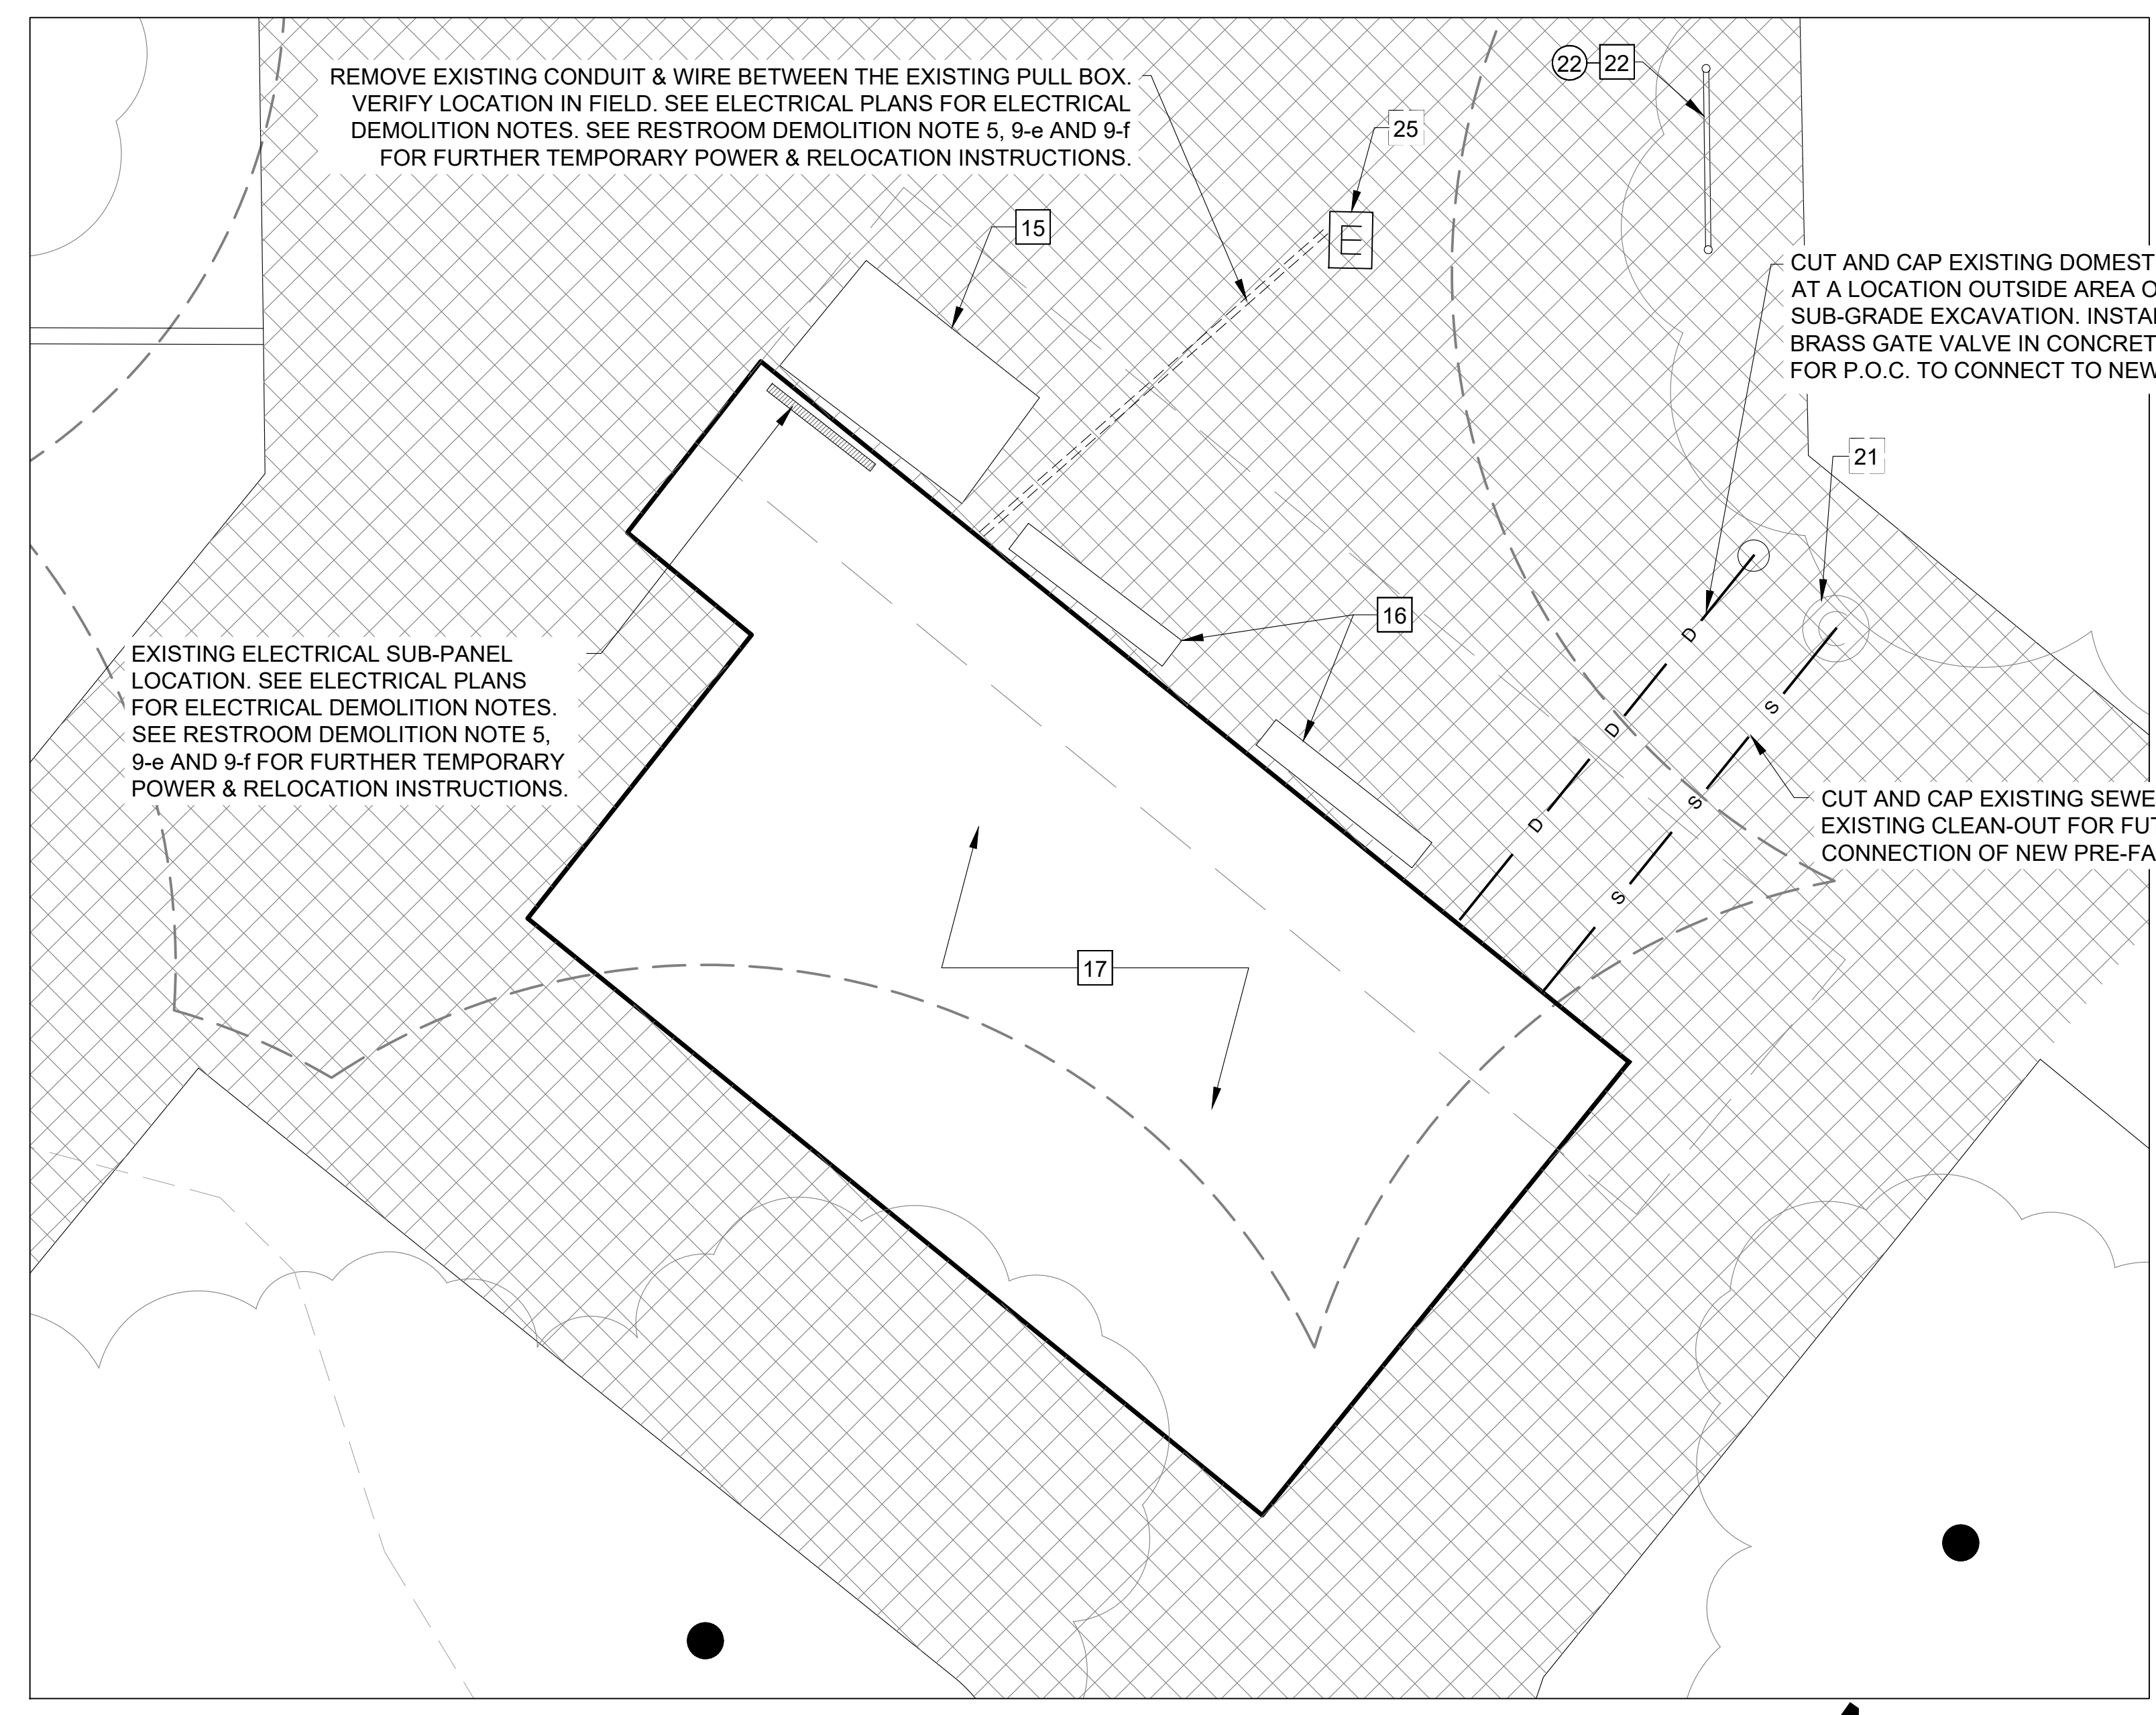 REMOVE EXISTING CONDUIT & WIRE BETWEEN THE EXISTING PULL BOX.
VERIFY LOCATION IN FIELD. SEE ELECTRICAL PLANS FOR ELECTRICAL
DEMOLITION NOTES. SEE RESTROOM DEMOLITION NOTE 5, 9-e AND 9-f
FOR FURTHER TEMPORARY POWER & RELOCATION INSTRUCTIONS.
22 22
25
15
E
CUT AND CAP EXISTING DOMEST
AT A LOCATION OUTSIDE AREA O
SUB-GRADE EXCAVATION. INSTA
BRASS GATE VALVE IN CONCRET
FOR P.O.C. TO CONNECT TO NEW
21
16
D
D
D
S
S
S
EXISTING ELECTRICAL SUB-PANEL
LOCATION. SEE ELECTRICAL PLANS
FOR ELECTRICAL DEMOLITION NOTES.
SEE RESTROOM DEMOLITION NOTE 5,
9-e AND 9-f FOR FURTHER TEMPORARY
POWER & RELOCATION INSTRUCTIONS.
CUT AND CAP EXISTING SEWE
EXISTING CLEAN-OUT FOR FUT
CONNECTION OF NEW PRE-FA
17